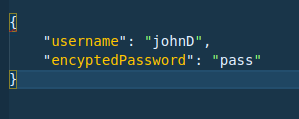 {
"username": "johnD",
"encyptedPassword": "pass"
}